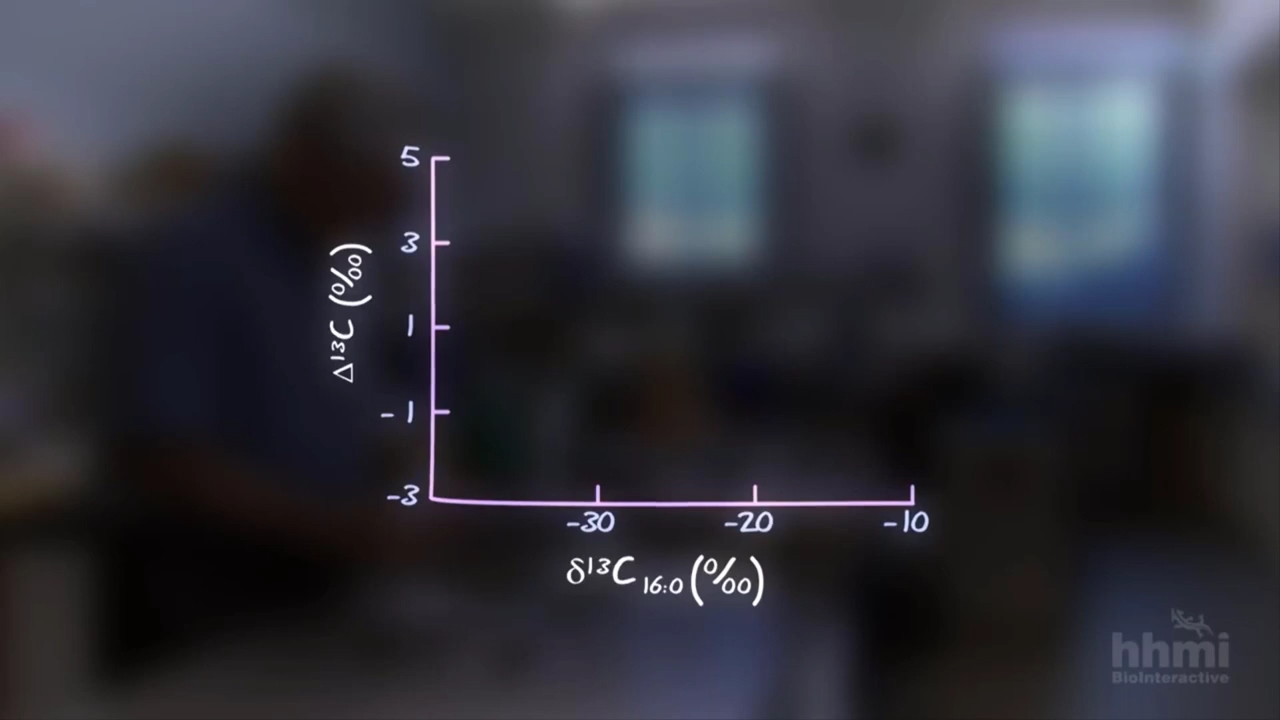 5
3
1
-1
-3
Δ¹³C (‰)
-30 -20 -10
δ¹³C₁₆:₀ (‰)
hhmi
BioInteractive